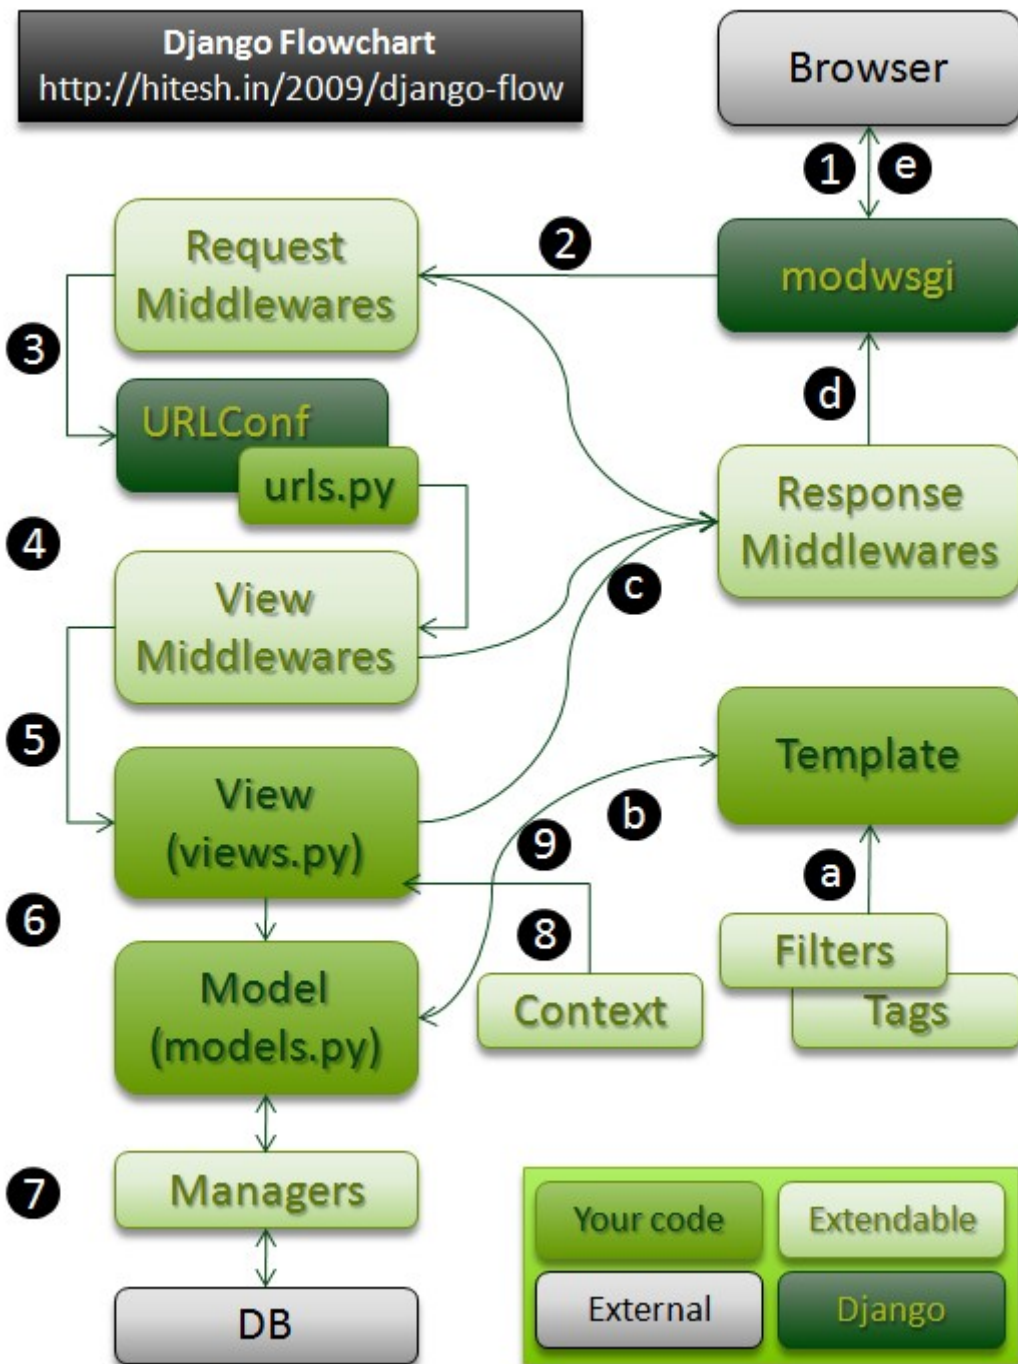 Django Flowchart
http://hitesh.in/2009/django-flow
Browser
1
e
Request
Middlewares
2
modwsgi
3
URLConf
urls.py
d
Response
Middlewares
4
View
Middlewares
c
5
View
(views.py)
Template
9
b
a
6
8
Filters
Tags
Model
(models.py)
Context
7
Managers
DB
Your code
Extendable
External
Django